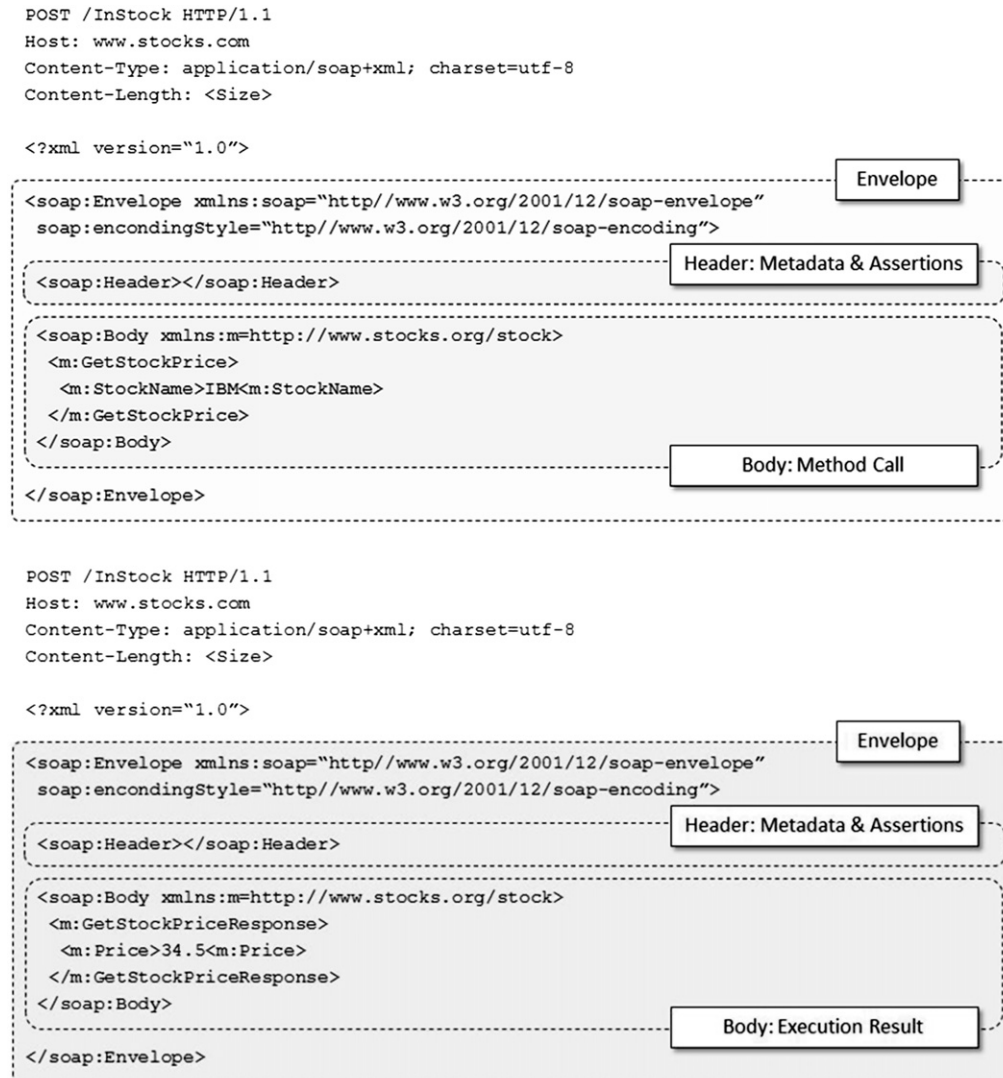 POST /InStock HTTP/1.1
Host: www.stocks.com
Content-Type: application/soap+xml; charset=utf-8
Content-Length: <Size>
<?xml version=“1.0”>
Envelope
<soap:Envelope xmlns:soap=“http//www.w3.org/2001/12/soap-envelope”
soap:encondingStyle=“http//www.w3.org/2001/12/soap-encoding”>
Header: Metadata & Assertions
<soap:Header></soap:Header>
<soap:Body xmlns:m=http://www.stocks.org/stock>
<m:GetStockPrice>
<m:StockName>IBM<m:StockName>
</m:GetStockPrice>
</soap:Body>
Body: Method Call
</soap:Envelope>
POST /InStock HTTP/1.1
Host: www.stocks.com
Content-Type: application/soap+xml; charset=utf-8
Content-Length: <Size>
<?xml version=“1.0”>
Envelope
<soap:Envelope xmlns:soap=“http//www.w3.org/2001/12/soap-envelope”
soap:encondingStyle=“http//www.w3.org/2001/12/soap-encoding”>
Header: Metadata & Assertions
<soap:Header></soap:Header>
<soap:Body xmlns:m=http://www.stocks.org/stock>
<m:GetStockPriceResponse>
<m:Price>34.5<m:Price>
</m:GetStockPriceResponse>
</soap:Body>
Body: Execution Result
</soap:Envelope>